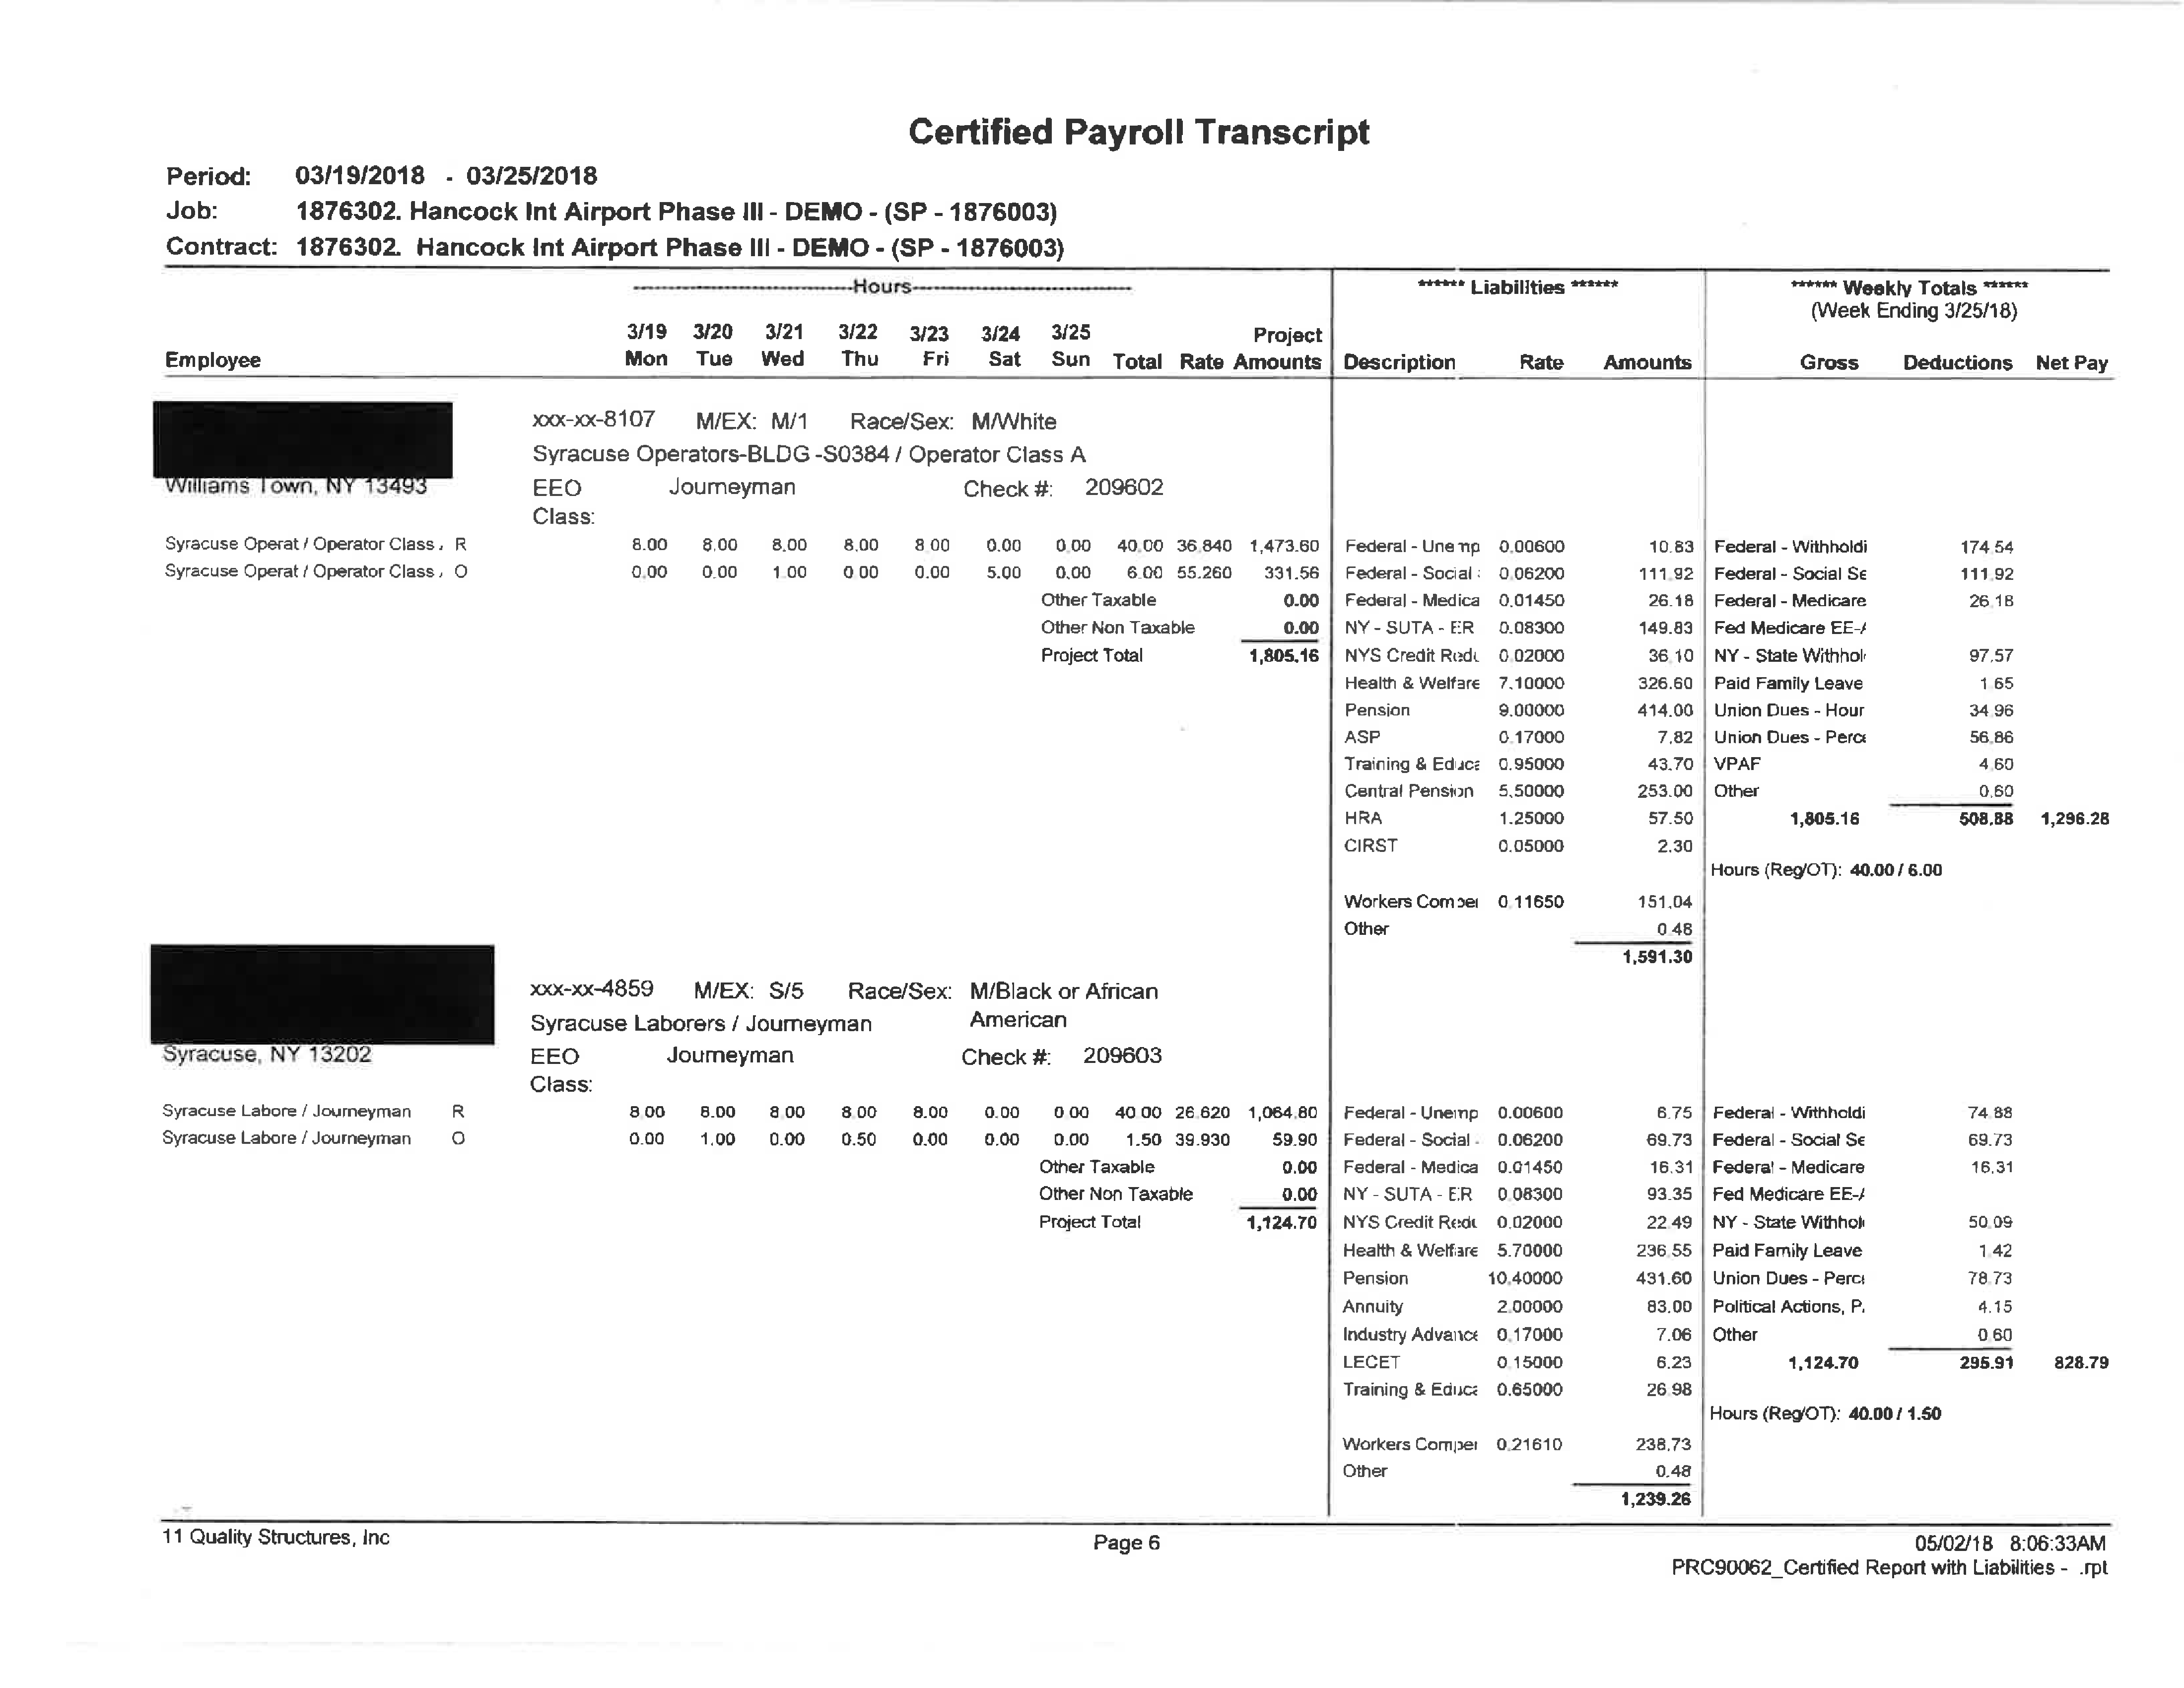 Certified Payroll Transcript
Period: 03/19/2018 - 03/25/2018
Job: 1876302. Hancock Int Airport Phase III - DEMO - (SP - 1876003)
Contract: 1876302. Hancock Int Airport Phase III - DEMO - (SP - 1876003)
Hours ****** Liabilities ****** ****** Weekly Totals ******
(Week Ending 3/25/18)
3/19 3/20 3/21 3/22 3/23 3/24 3/25 Project
Employee Mon Tue Wed Thu Fri Sat Sun Total Rate Amounts Description Rate Amounts Gross Deductions Net Pay
xxx-xx-8107 M/EX: M/1 Race/Sex: M/White
Syracuse Operators-BLDG -S0384 / Operator Class A
Williams Town, NY 13493 EEO Journeyman Check #: 209602
Class:
Syracuse Operat / Operator Class , R 8.00 8.00 8.00 8.00 8.00 0.00 0.00 40.00 36.840 1,473.60 Federal - Unemp 0.00600 10.83 Federal - Withholdi 174.54
Syracuse Operat / Operator Class , O 0.00 0.00 1.00 0.00 0.00 5.00 0.00 6.00 55.260 331.56 Federal - Social : 0.06200 111.92 Federal - Social Se 111.92
Other Taxable 0.00 Federal - Medica 0.01450 26.18 Federal - Medicare 26.18
Other Non Taxable 0.00 NY - SUTA - ER 0.08300 149.83 Fed Medicare EE-A
Project Total 1,805.16 NYS Credit Redu 0.02000 36.10 NY - State Withhol 97.57
Health & Welfare 7.10000 326.60 Paid Family Leave 1.65
Pension 9.00000 414.00 Union Dues - Hour 34.96
ASP 0.17000 7.82 Union Dues - Perce 56.86
Training & Educa 0.95000 43.70 VPAF 4.60
Central Pension 5.50000 253.00 Other 0.60
HRA 1.25000 57.50 1,805.16 508.88 1,296.28
CIRST 0.05000 2.30
Hours (Reg/OT): 40.00 / 6.00
Workers Compei 0.11650 151.04
Other 0.48
1,591.30
xxx-xx-4859 M/EX: S/5 Race/Sex: M/Black or African
Syracuse Laborers / Journeyman American
Syracuse, NY 13202 EEO Journeyman Check #: 209603
Class:
Syracuse Labore / Journeyman R 8.00 8.00 8.00 8.00 8.00 0.00 0.00 40.00 26.620 1,064.80 Federal - Unemp 0.00600 6.75 Federal - Withholdi 74.88
Syracuse Labore / Journeyman O 0.00 1.00 0.00 0.50 0.00 0.00 0.00 1.50 39.930 59.90 Federal - Social - 0.06200 69.73 Federal - Social Se 69.73
Other Taxable 0.00 Federal - Medica 0.01450 16.31 Federal - Medicare 16.31
Other Non Taxable 0.00 NY - SUTA - ER 0.08300 93.35 Fed Medicare EE-A
Project Total 1,124.70 NYS Credit Redu 0.02000 22.49 NY - State Withhol 50.09
Health & Welfare 5.70000 236.55 Paid Family Leave 1.42
Pension 10.40000 431.60 Union Dues - Perc 78.73
Annuity 2.00000 83.00 Political Actions, P. 4.15
Industry Advance 0.17000 7.06 Other 0.60
LECET 0.15000 6.23 1,124.70 295.91 828.79
Training & Educa 0.65000 26.98
Hours (Reg/OT): 40.00 / 1.50
Workers Compei 0.21610 238.73
Other 0.48
1,239.26
11 Quality Structures, Inc Page 6 05/02/18 8:06:33AM
PRC90062_Certified Report with Liabilities - .rpt